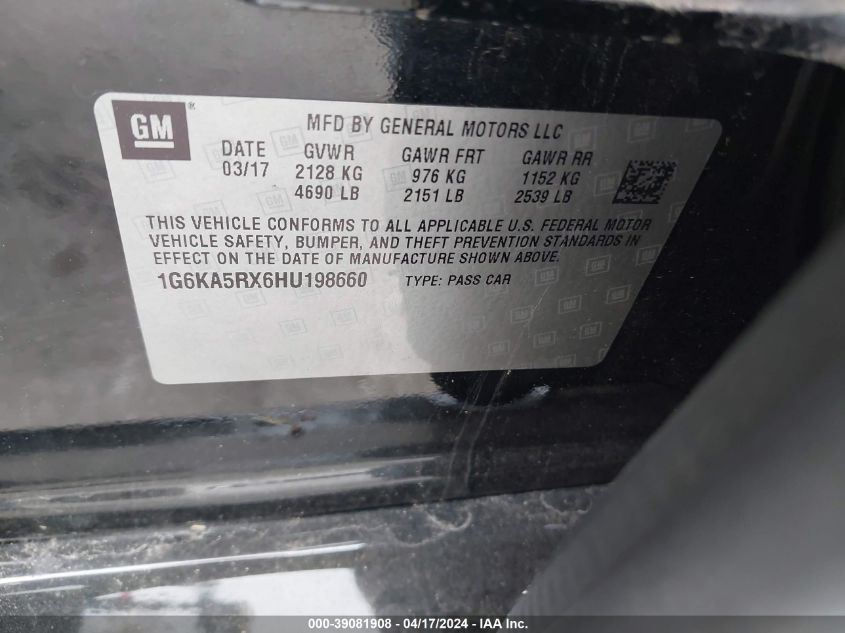 GM ®
MFD BY GENERAL MOTORS LLC
DATE GVWR GAWR FRT GAWR RR
03/17 2128 KG 976 KG 1152 KG
4690 LB 2151 LB 2539 LB
THIS VEHICLE CONFORMS TO ALL APPLICABLE U.S. FEDERAL MOTOR
VEHICLE SAFETY, BUMPER, AND THEFT PREVENTION STANDARDS IN
EFFECT ON THE DATE OF MANUFACTURE SHOWN ABOVE.
1G6KA5RX6HU198660 TYPE: PASS CAR
000-39081908 - 04/17/2024 - IAAI.COM